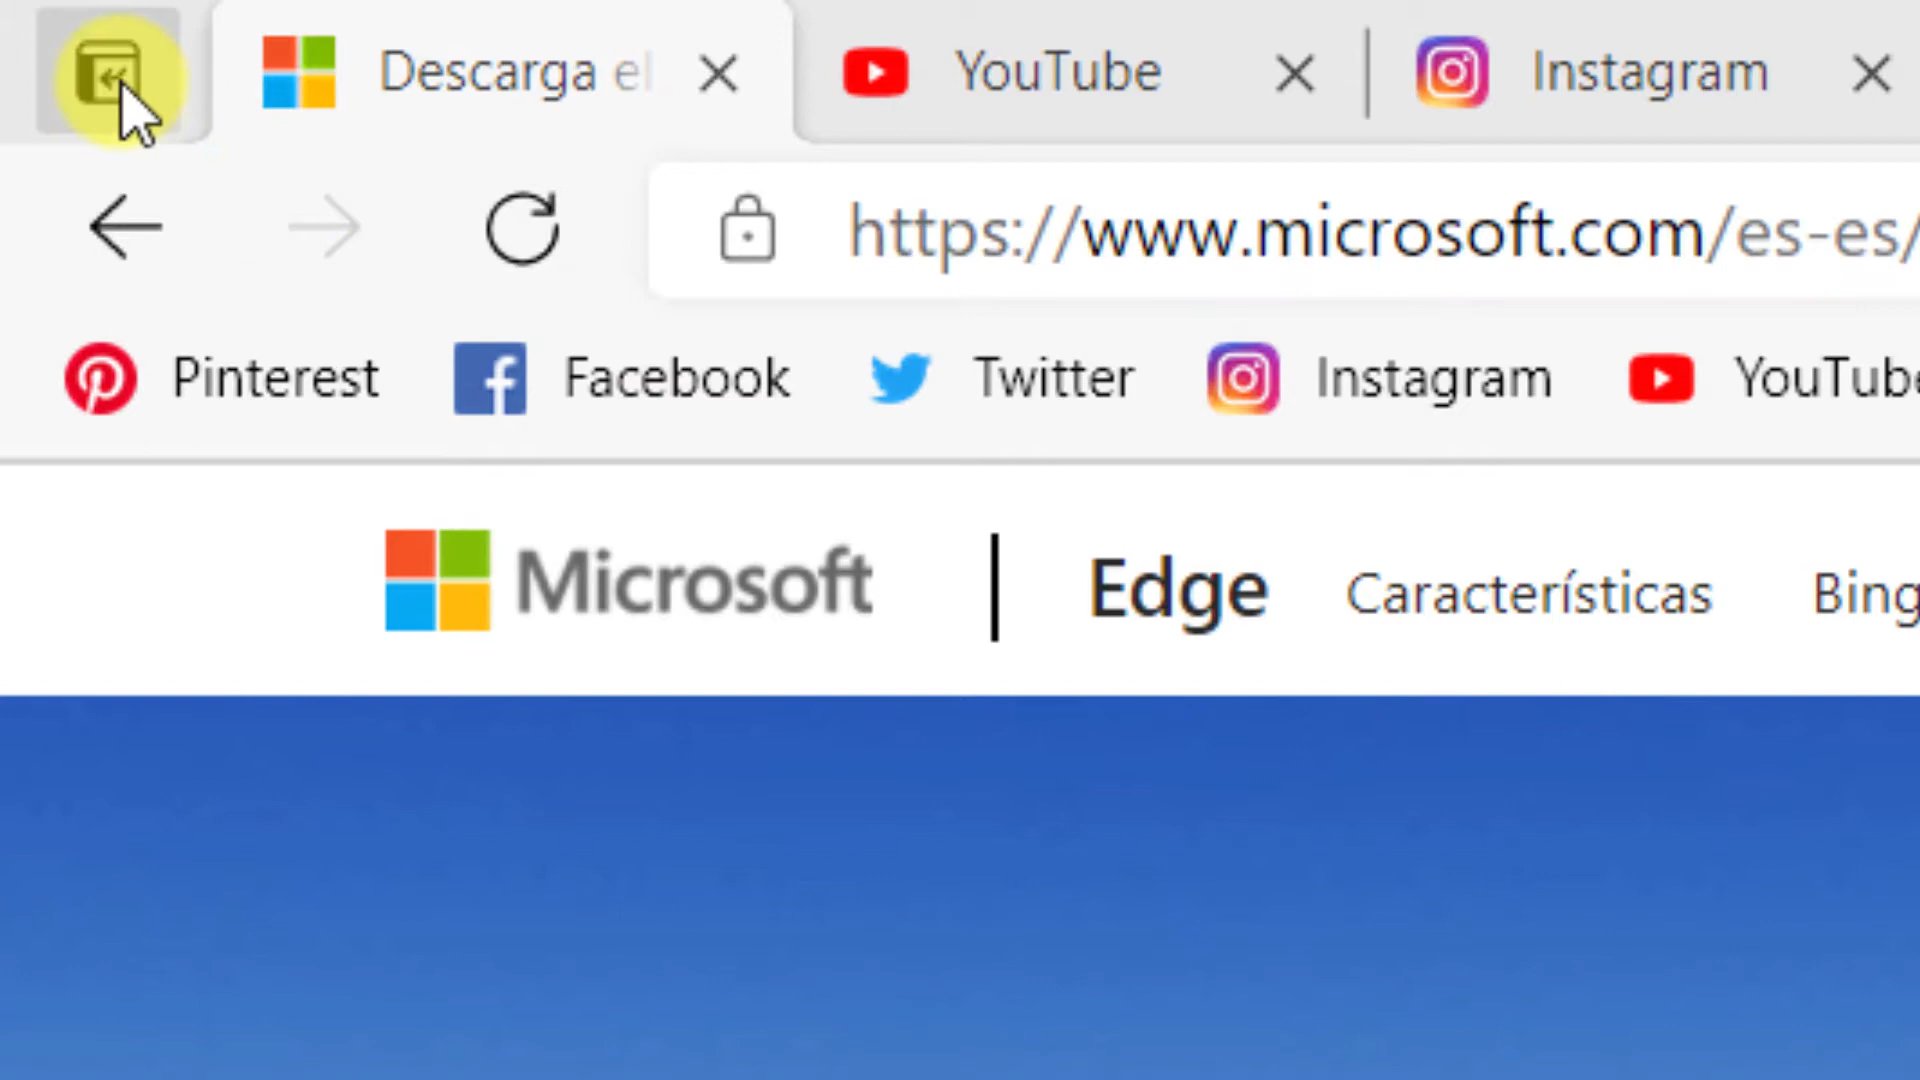 Descarga el YouTube Instagram
https://www.microsoft.com/es-es/
Pinterest Facebook Twitter Instagram YouTube
Microsoft Edge Características Bing